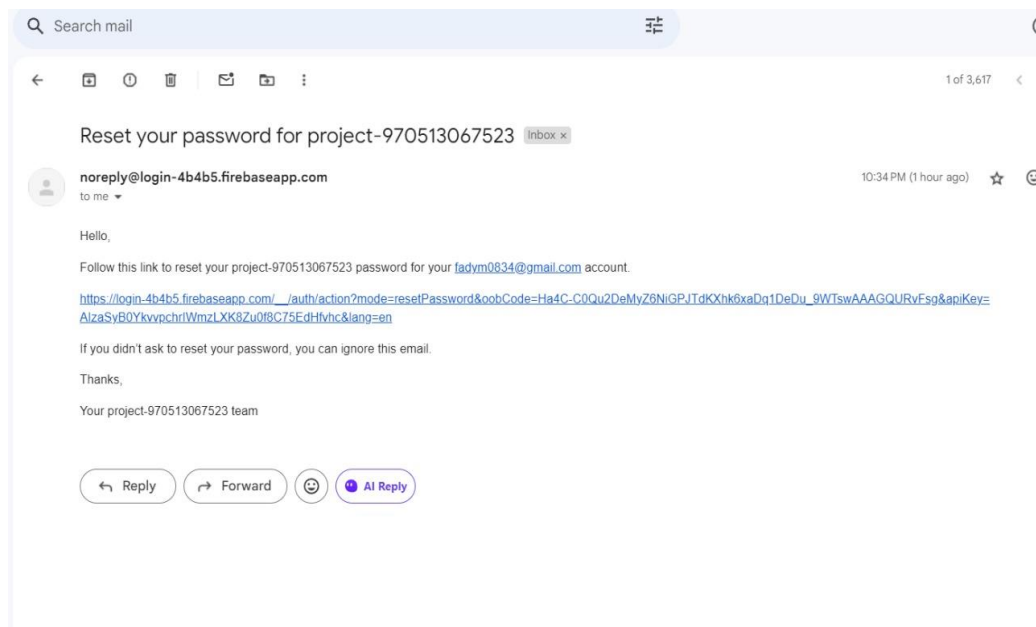 Search mail
1 of 3,617
Reset your password for project-970513067523 Inbox x
noreply@login-4b4b5.firebaseapp.com 10:34 PM (1 hour ago)
to me
Hello,
Follow this link to reset your project-970513067523 password for your fadym0834@gmail.com account.
https://login-4b4b5.firebaseapp.com/__/auth/action?mode=resetPassword&oobCode=Ha4C-C0Qu2DeMyZ6NiGPJTdKXhk6xaDq1DeDu_9WTswAAAGQURvFsg&apiKey=
AIzaSyB0YkvvpchrIWmzLXK8Zu0f8C75EdHfvhc&lang=en
If you didn't ask to reset your password, you can ignore this email.
Thanks,
Your project-970513067523 team
Reply Forward AI Reply